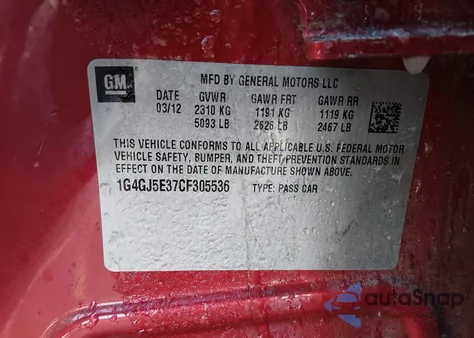 GM
MFD BY GENERAL MOTORS LLC
DATE GVWR GAWR FRT GAWR RR
03/12 2310 KG 1191 KG 1119 KG
5093 LB 2626 LB 2467 LB
THIS VEHICLE CONFORMS TO ALL APPLICABLE U.S. FEDERAL MOTOR
VEHICLE SAFETY, BUMPER, AND THEFT PREVENTION STANDARDS IN
EFFECT ON THE DATE OF MANUFACTURE SHOWN ABOVE.
1G4GJ5E37CF305536 TYPE: PASS CAR
autoSnap